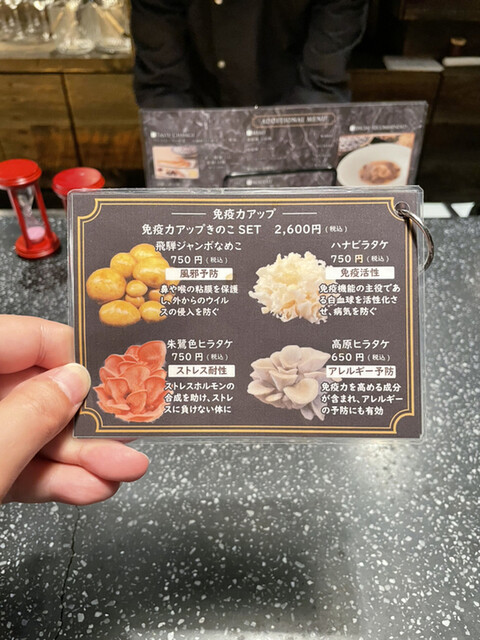 ADDITIONAL MENU
免疫力アップ
免疫力アップきのこSET 2,600円(税込)
飛騨ジャンボなめこ
750円(税込)
風邪予防
鼻や喉の粘膜を保護
し、外からのウイル
スの侵入を防ぐ
ハナビラタケ
750円(税込)
免疫活性
免疫機能の主役であ
る白血球を活性化さ
せ、病気を防ぐ
朱鷺色ヒラタケ
750円(税込)
ストレス耐性
ストレスホルモンの
合成を助け、ストレ
スに負けない体に
高原ヒラタケ
650円(税込)
アレルギー予防
免疫力を高める成分
が含まれ、アレルギー
の予防にも有効